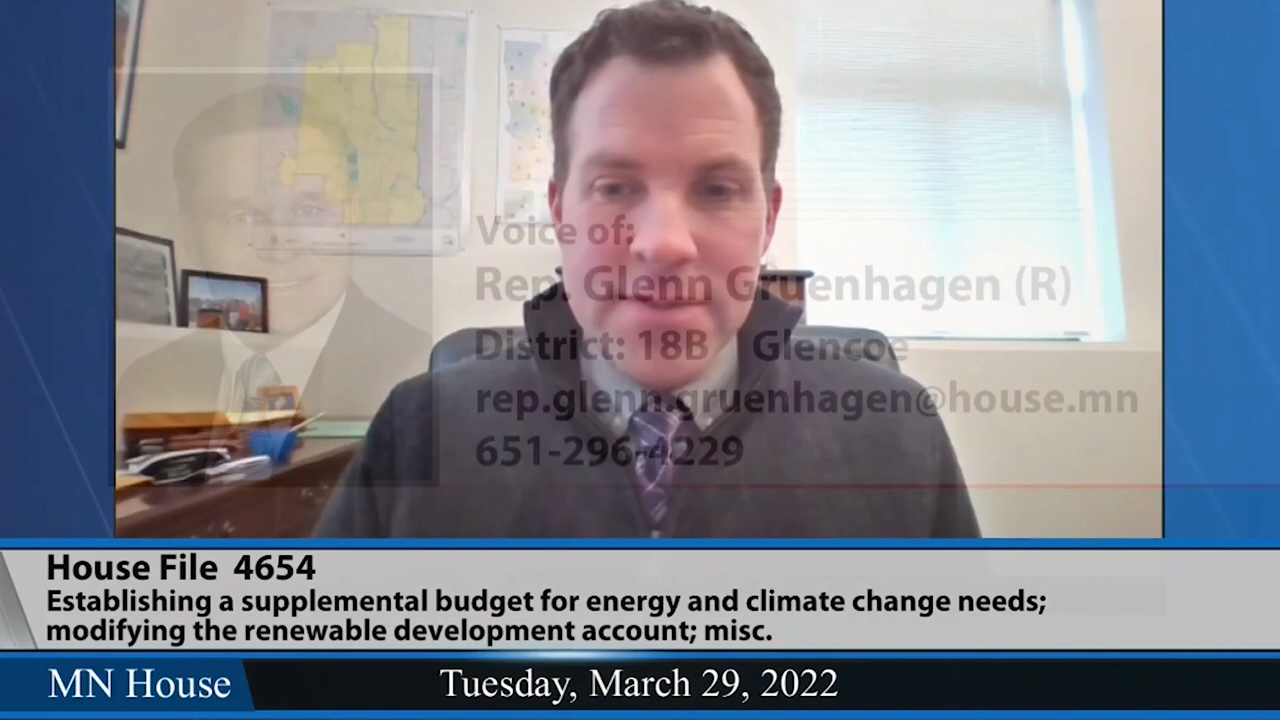 Voice of:
Rep. Glenn Gruenhagen (R)
District: 18B Glencoe
rep.glenn.gruenhagen@house.mn
651-296-4229
House File 4654
Establishing a supplemental budget for energy and climate change needs;
modifying the renewable development account; misc.
MN House
Tuesday, March 29, 2022